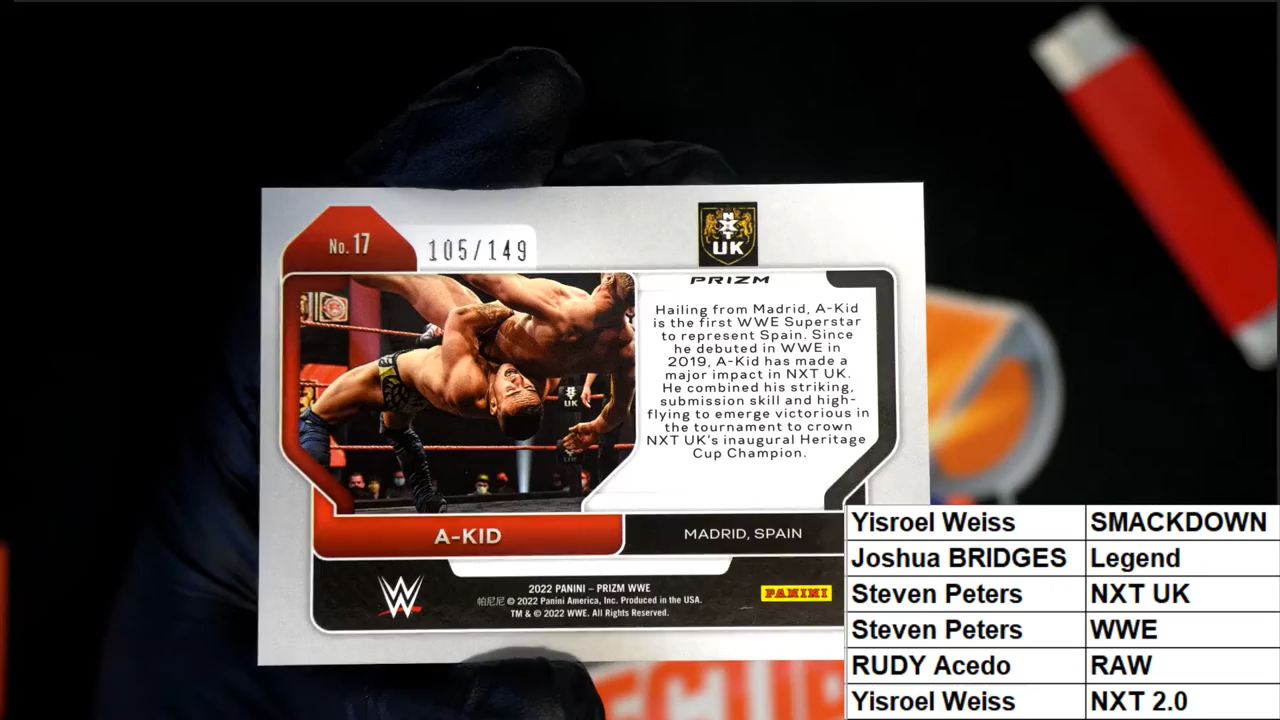 No. 17
105/149
NXT
UK
PRIZM
Hailing from Madrid, A-Kid
is the first WWE Superstar
to represent Spain. Since
he debuted in WWE in
2019, A-Kid has made a
major impact in NXT UK.
He combined his striking,
submission skill and high-
flying to emerge victorious in
the tournament to crown
NXT UK's inaugural Heritage
Cup Champion.
UK
A-KID
MADRID, SPAIN
2022 PANINI – PRIZM WWE
帕尼尼 © 2022 Panini America, Inc. Produced in the USA.
TM & © 2022 WWE. All Rights Reserved.
W
PANINI
Yisroel Weiss SMACKDOWN
Joshua BRIDGES Legend
Steven Peters NXT UK
Steven Peters WWE
RUDY Acedo RAW
Yisroel Weiss NXT 2.0